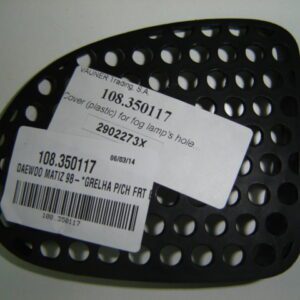 VAUNER Trading, S.A.
108.350117
Cover (plastic) for fog lamp's hole
2902273X
06/03/14
108.350117
DAEWOO MATIZ 98- *GRELHA P/CH FRT
108 350117